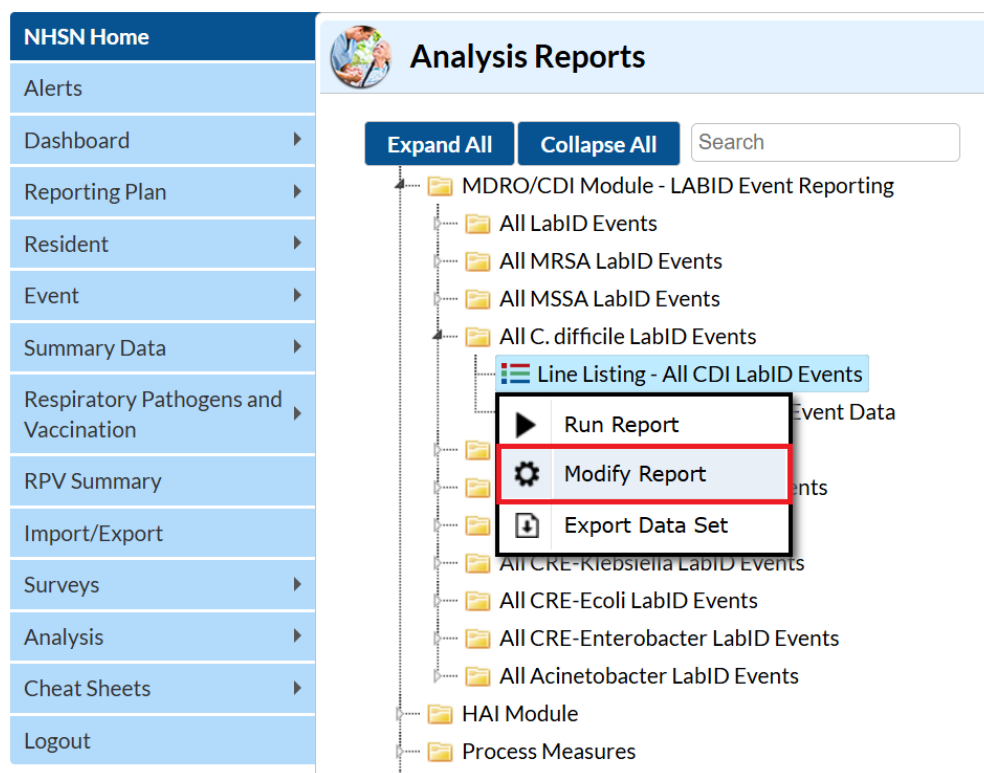 NHSN Home
Alerts
Dashboard
Reporting Plan
Resident
Event
Summary Data
Respiratory Pathogens and
Vaccination
RPV Summary
Import/Export
Surveys
Analysis
Cheat Sheets
Logout
Analysis Reports
Expand All
Collapse All
Search
MDRO/CDI Module - LABID Event Reporting
All LabID Events
All MRSA LabID Events
All MSSA LabID Events
All C. difficile LabID Events
Line Listing - All CDI LabID Events
Event Data
Run Report
Modify Report
Export Data Set
All CRE-Klebsiella LabID Events
All CRE-Ecoli LabID Events
All CRE-Enterobacter LabID Events
All Acinetobacter LabID Events
HAI Module
Process Measures